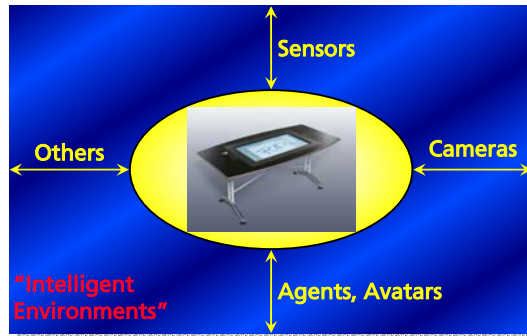 Sensors
Others
Cameras
"Intelligent
Environments"
Agents, Avatars